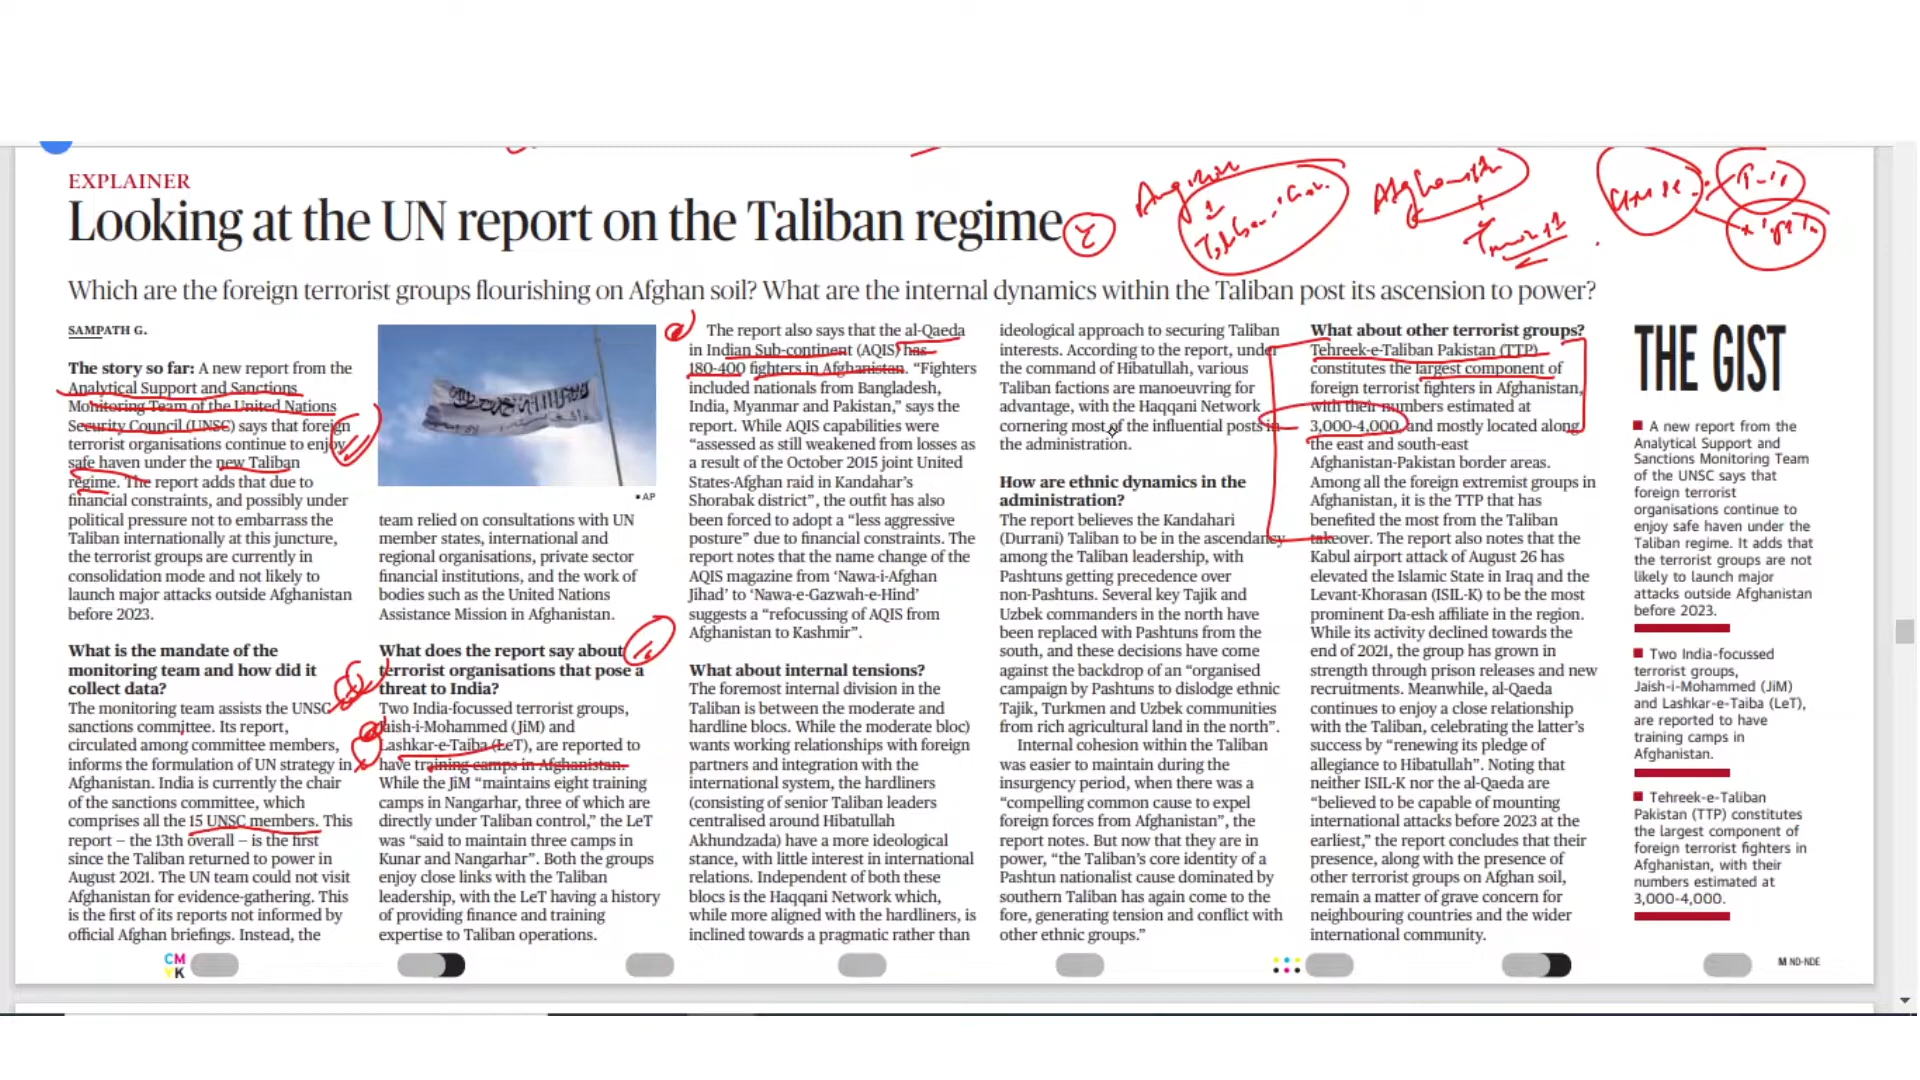 EXPLAINER
Looking at the UN report on the Taliban regime
Which are the foreign terrorist groups flourishing on Afghan soil? What are the internal dynamics within the Taliban post its ascension to power?
SAMPATH G.
The story so far: A new report from the
Analytical Support and Sanctions
Monitoring Team of the United Nations
Security Council (UNSC) says that foreign
terrorist organisations continue to enjoy
safe haven under the new Taliban
regime. The report adds that due to
financial constraints, and possibly under
political pressure not to embarrass the
Taliban internationally at this juncture,
the terrorist groups are currently in
consolidation mode and not likely to
launch major attacks outside Afghanistan
before 2023.
What is the mandate of the
monitoring team and how did it
collect data?
The monitoring team assists the UNSC
sanctions committee. Its report,
circulated among committee members,
informs the formulation of UN strategy in
Afghanistan. India is currently the chair
of the sanctions committee, which
comprises all the 15 UNSC members. This
report – the 13th overall – is the first
since the Taliban returned to power in
August 2021. The UN team could not visit
Afghanistan for evidence-gathering. This
is the first of its reports not informed by
official Afghan briefings. Instead, the
AP
team relied on consultations with UN
member states, international and
regional organisations, private sector
financial institutions, and the work of
bodies such as the United Nations
Assistance Mission in Afghanistan.
What does the report say about
terrorist organisations that pose a
threat to India?
Two India-focussed terrorist groups,
Jaish-i-Mohammed (JiM) and
Lashkar-e-Taiba (LeT), are reported to
have training camps in Afghanistan.
While the JiM “maintains eight training
camps in Nangarhar, three of which are
directly under Taliban control,” the LeT
was “said to maintain three camps in
Kunar and Nangarhar”. Both the groups
enjoy close links with the Taliban
leadership, with the LeT having a history
of providing finance and training
expertise to Taliban operations.
The report also says that the al-Qaeda
in Indian Sub-continent (AQIS) has
180-400 fighters in Afghanistan. “Fighters
included nationals from Bangladesh,
India, Myanmar and Pakistan,” says the
report. While AQIS capabilities were
“assessed as still weakened from losses as
a result of the October 2015 joint United
States-Afghan raid in Kandahar’s
Shorabak district”, the outfit has also
been forced to adopt a “less aggressive
posture” due to financial constraints. The
report notes that the name change of the
AQIS magazine from ‘Nawa-i-Afghan
Jihad’ to ‘Nawa-e-Gazwah-e-Hind’
suggests a “refocussing of AQIS from
Afghanistan to Kashmir”.
What about internal tensions?
The foremost internal division in the
Taliban is between the moderate and
hardline blocs. While the moderate bloc)
wants working relationships with foreign
partners and integration with the
international system, the hardliners
(consisting of senior Taliban leaders
centralised around Hibatullah
Akhundzada) have a more ideological
stance, with little interest in international
relations. Independent of both these
blocs is the Haqqani Network which,
while more aligned with the hardliners, is
inclined towards a pragmatic rather than
ideological approach to securing Taliban
interests. According to the report, under
the command of Hibatullah, various
Taliban factions are manoeuvring for
advantage, with the Haqqani Network
cornering most of the influential posts in
the administration.
How are ethnic dynamics in the
administration?
The report believes the Kandahari
(Durrani) Taliban to be in the ascendancy
among the Taliban leadership, with
Pashtuns getting precedence over
non-Pashtuns. Several key Tajik and
Uzbek commanders in the north have
been replaced with Pashtuns from the
south, and these decisions have come
against the backdrop of an “organised
campaign by Pashtuns to dislodge ethnic
Tajik, Turkmen and Uzbek communities
from rich agricultural land in the north”.
Internal cohesion within the Taliban
was easier to maintain during the
insurgency period, when there was a
“compelling common cause to expel
foreign forces from Afghanistan”, the
report notes. But now that they are in
power, “the Taliban’s core identity of a
Pashtun nationalist cause dominated by
southern Taliban has again come to the
fore, generating tension and conflict with
other ethnic groups.”
What about other terrorist groups?
Tehreek-e-Taliban Pakistan (TTP)
constitutes the largest component of
foreign terrorist fighters in Afghanistan,
with their numbers estimated at
3,000-4,000, and mostly located along
the east and south-east
Afghanistan-Pakistan border areas.
Among all the foreign extremist groups in
Afghanistan, it is the TTP that has
benefited the most from the Taliban
takeover. The report also notes that the
Kabul airport attack of August 26 has
elevated the Islamic State in Iraq and the
Levant-Khorasan (ISIL-K) to be the most
prominent Da-esh affiliate in the region.
While its activity declined towards the
end of 2021, the group has grown in
strength through prison releases and new
recruitments. Meanwhile, al-Qaeda
continues to enjoy a close relationship
with the Taliban, celebrating the latter’s
success by “renewing its pledge of
allegiance to Hibatullah”. Noting that
neither ISIL-K nor the al-Qaeda are
“believed to be capable of mounting
international attacks before 2023 at the
earliest,” the report concludes that their
presence, along with the presence of
other terrorist groups on Afghan soil,
remain a matter of grave concern for
neighbouring countries and the wider
international community.
THE GIST
A new report from the
Analytical Support and
Sanctions Monitoring Team
of the UNSC says that
foreign terrorist
organisations continue to
enjoy safe haven under the
Taliban regime. It adds that
the terrorist groups are not
likely to launch major
attacks outside Afghanistan
before 2023.
Two India-focussed
terrorist groups,
Jaish-i-Mohammed (JiM)
and Lashkar-e-Taiba (LeT),
are reported to have
training camps in
Afghanistan.
Tehreek-e-Taliban
Pakistan (TTP) constitutes
the largest component of
foreign terrorist fighters in
Afghanistan, with their
numbers estimated at
3,000-4,000.
CM
YK
M ND-NDE